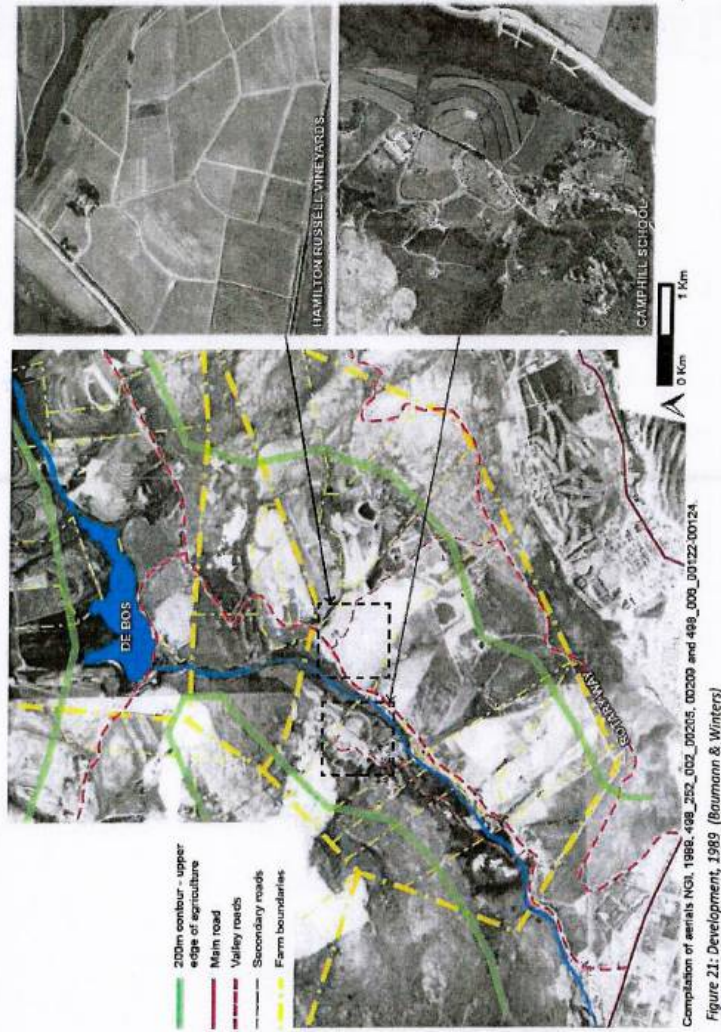 200m contour - upper
edge of agriculture
Main road
Valley roads
Secondary roads
Farm boundaries
DE BOS
ROTARY WAY
HAMILTON RUSSELL VINEYARDS
CAMPHILL SCHOOL
0 Km
1 Km
Compilation of aerials NGI, 1989, 498_252_002_00205, 00209 and 498_006_00122-00124.
Figure 21: Development, 1989 (Baumann & Winters)